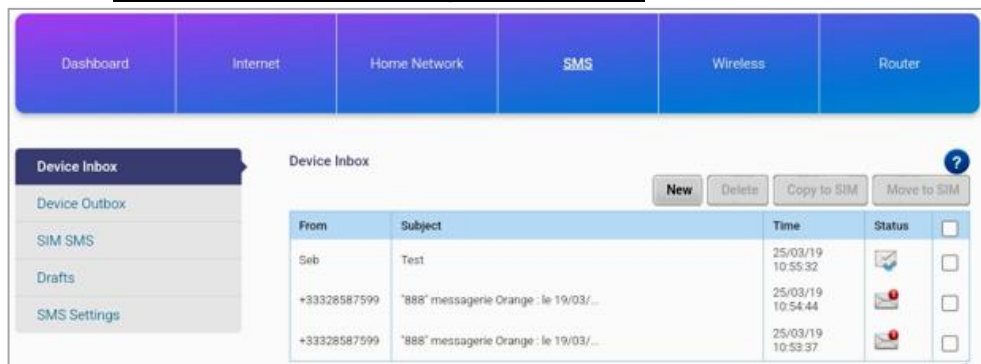 Dashboard Internet Home Network SMS Wireless Router
Device Inbox
Device Outbox
SIM SMS
Drafts
SMS Settings
Device Inbox
?
New Delete Copy to SIM Move to SIM
From Subject Time Status
Seb Test 25/03/19 10:55:32
+33328587599 "888" messagerie Orange : le 19/03/... 25/03/19 10:54:44
+33328587599 "888" messagerie Orange : le 19/03/... 25/03/19 10:53:37